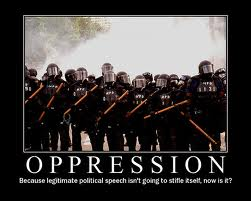 OPPRESSION
Because legitimate political speech isn't going to stifle itself, now is it?